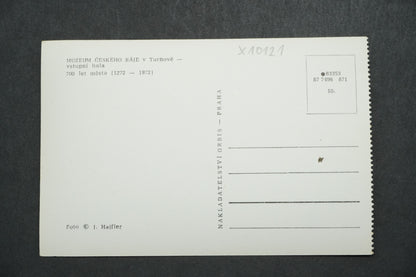 MUZEUM ČESKÉHO RÁJE v Turnově —
vstupní hala
700 let města (1272 — 1972)
X10121
NAKLADATELSTVÍ ORBIS — PRAHA
Foto © J. Haifler